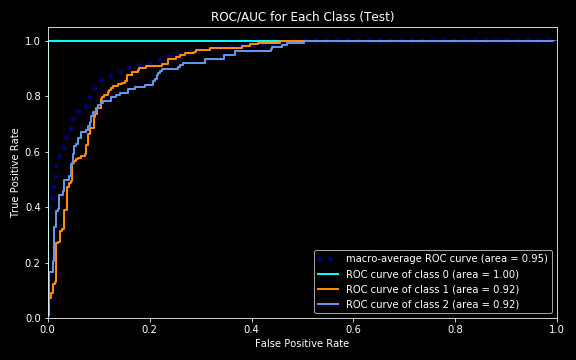 ROC/AUC for Each Class (Test)
1.0
0.8
0.6
0.4
0.2
0.0
True Positive Rate
macro-average ROC curve (area = 0.95)
ROC curve of class 0 (area = 1.00)
ROC curve of class 1 (area = 0.92)
ROC curve of class 2 (area = 0.92)
0.0 0.2 0.4 0.6 0.8 1.0
False Positive Rate